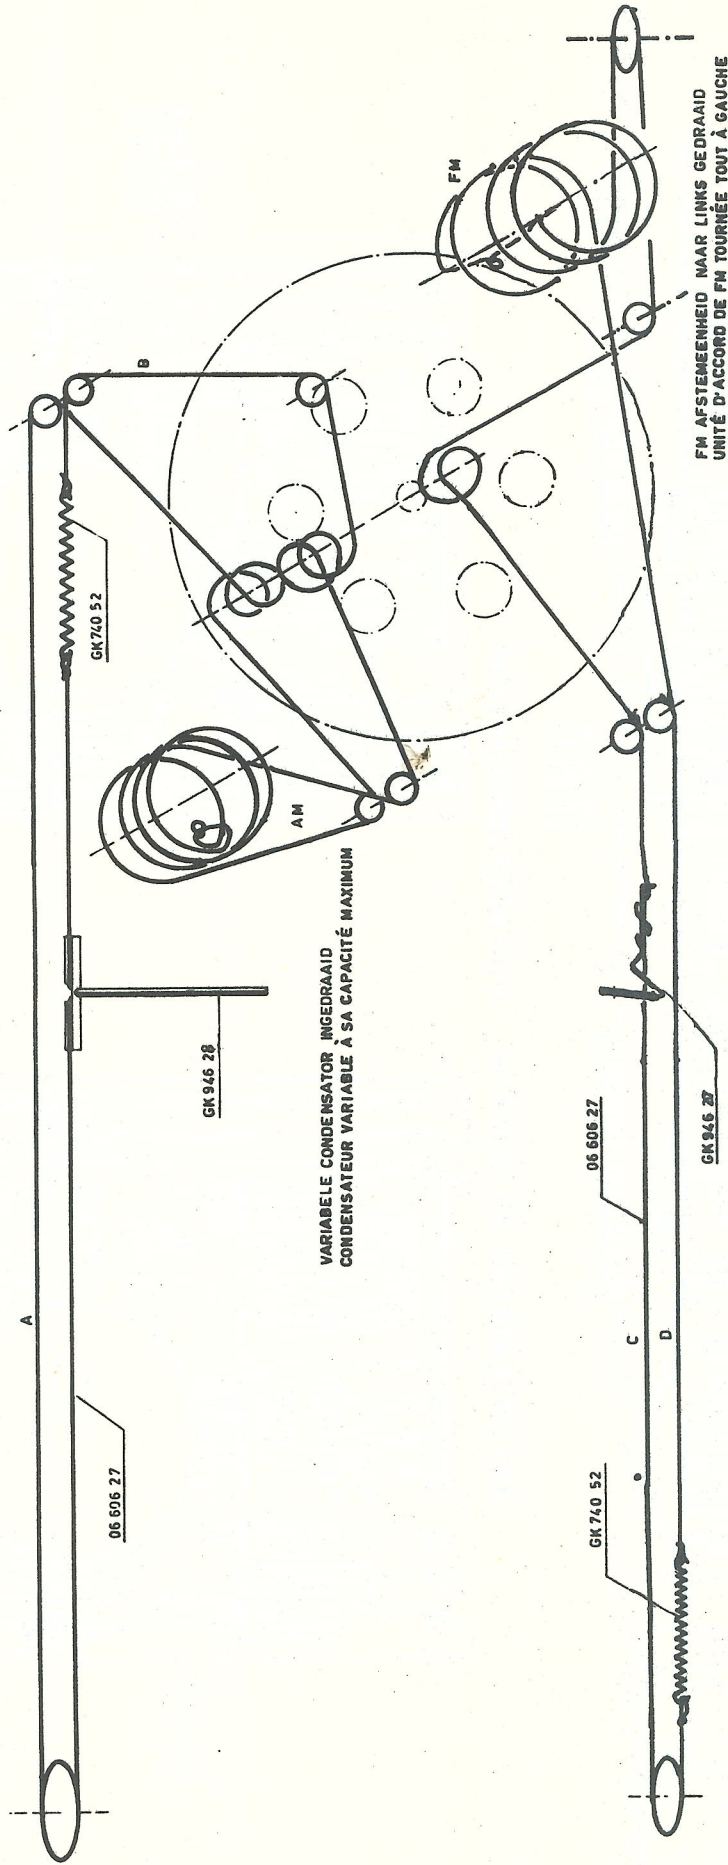 A
GK 740 52
06 606 27
B
GK 946 28
AM
VARIABELE CONDENSATOR INGEDRAAID
CONDENSATEUR VARIABLE À SA CAPACITÉ MAXIMUM
FM
GK 740 52
06 606 27
C
D
GK 946 27
FM AFSTEMEENHEID NAAR LINKS GEDRAAID
UNITÉ D'ACCORD DE FM TOURNÉE TOUT À GAUCHE